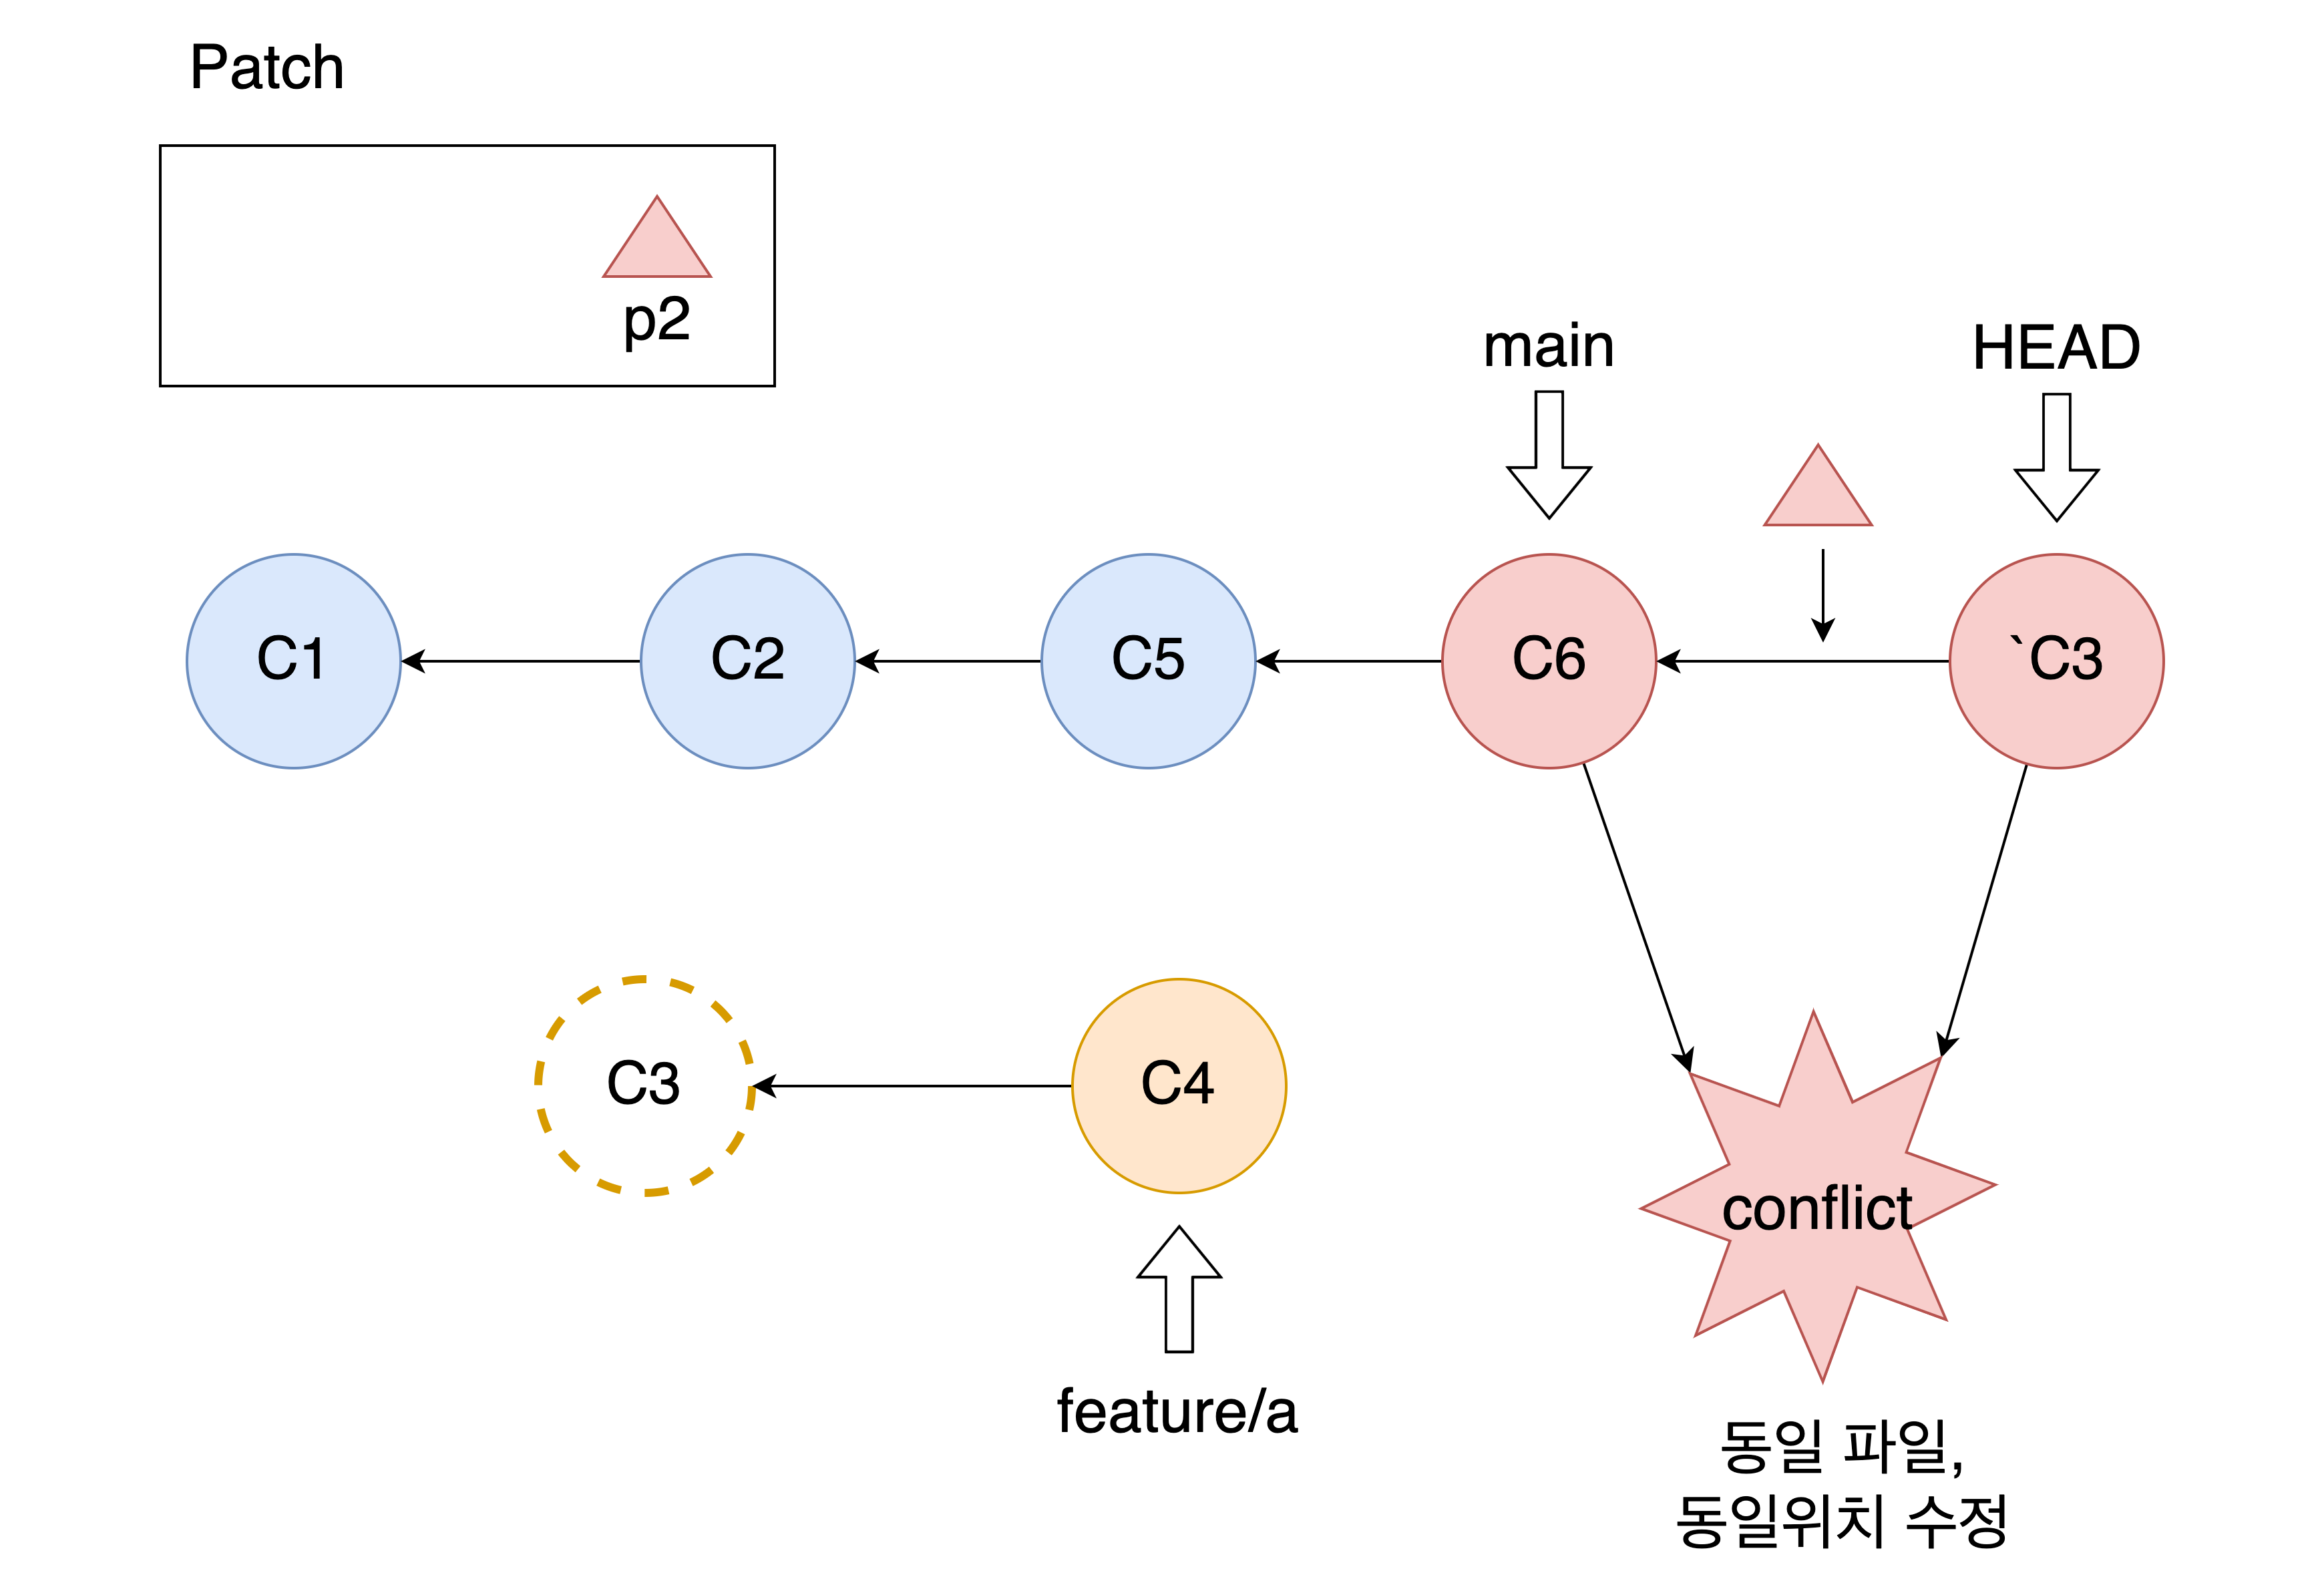 Patch
p2
main
HEAD
C1
C2
C5
C6
`C3
C3
C4
conflict
feature/a
동일 파일,
동일위치 수정